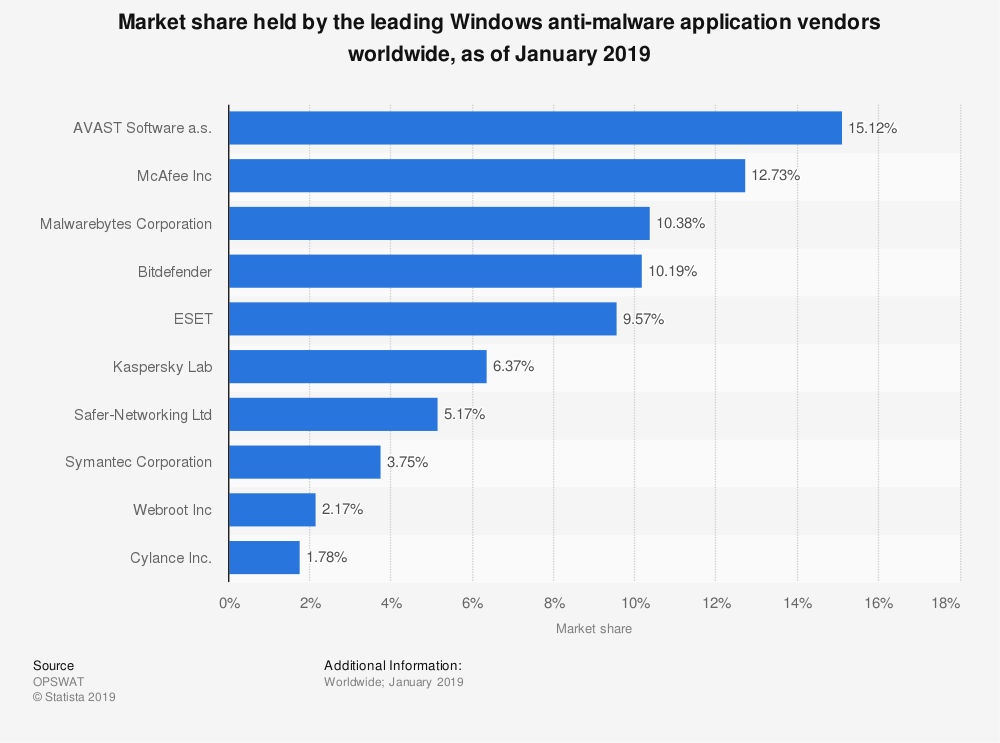 Market share held by the leading Windows anti-malware application vendors
worldwide, as of January 2019
AVAST Software a.s.
15.12%
McAfee Inc
12.73%
Malwarebytes Corporation
10.38%
Bitdefender
10.19%
ESET
9.57%
Kaspersky Lab
6.37%
Safer-Networking Ltd
5.17%
Symantec Corporation
3.75%
Webroot Inc
2.17%
Cylance Inc.
1.78%
0% 2% 4% 6% 8% 10% 12% 14% 16% 18%
Market share
Source
OPSWAT
© Statista 2019
Additional Information:
Worldwide; January 2019